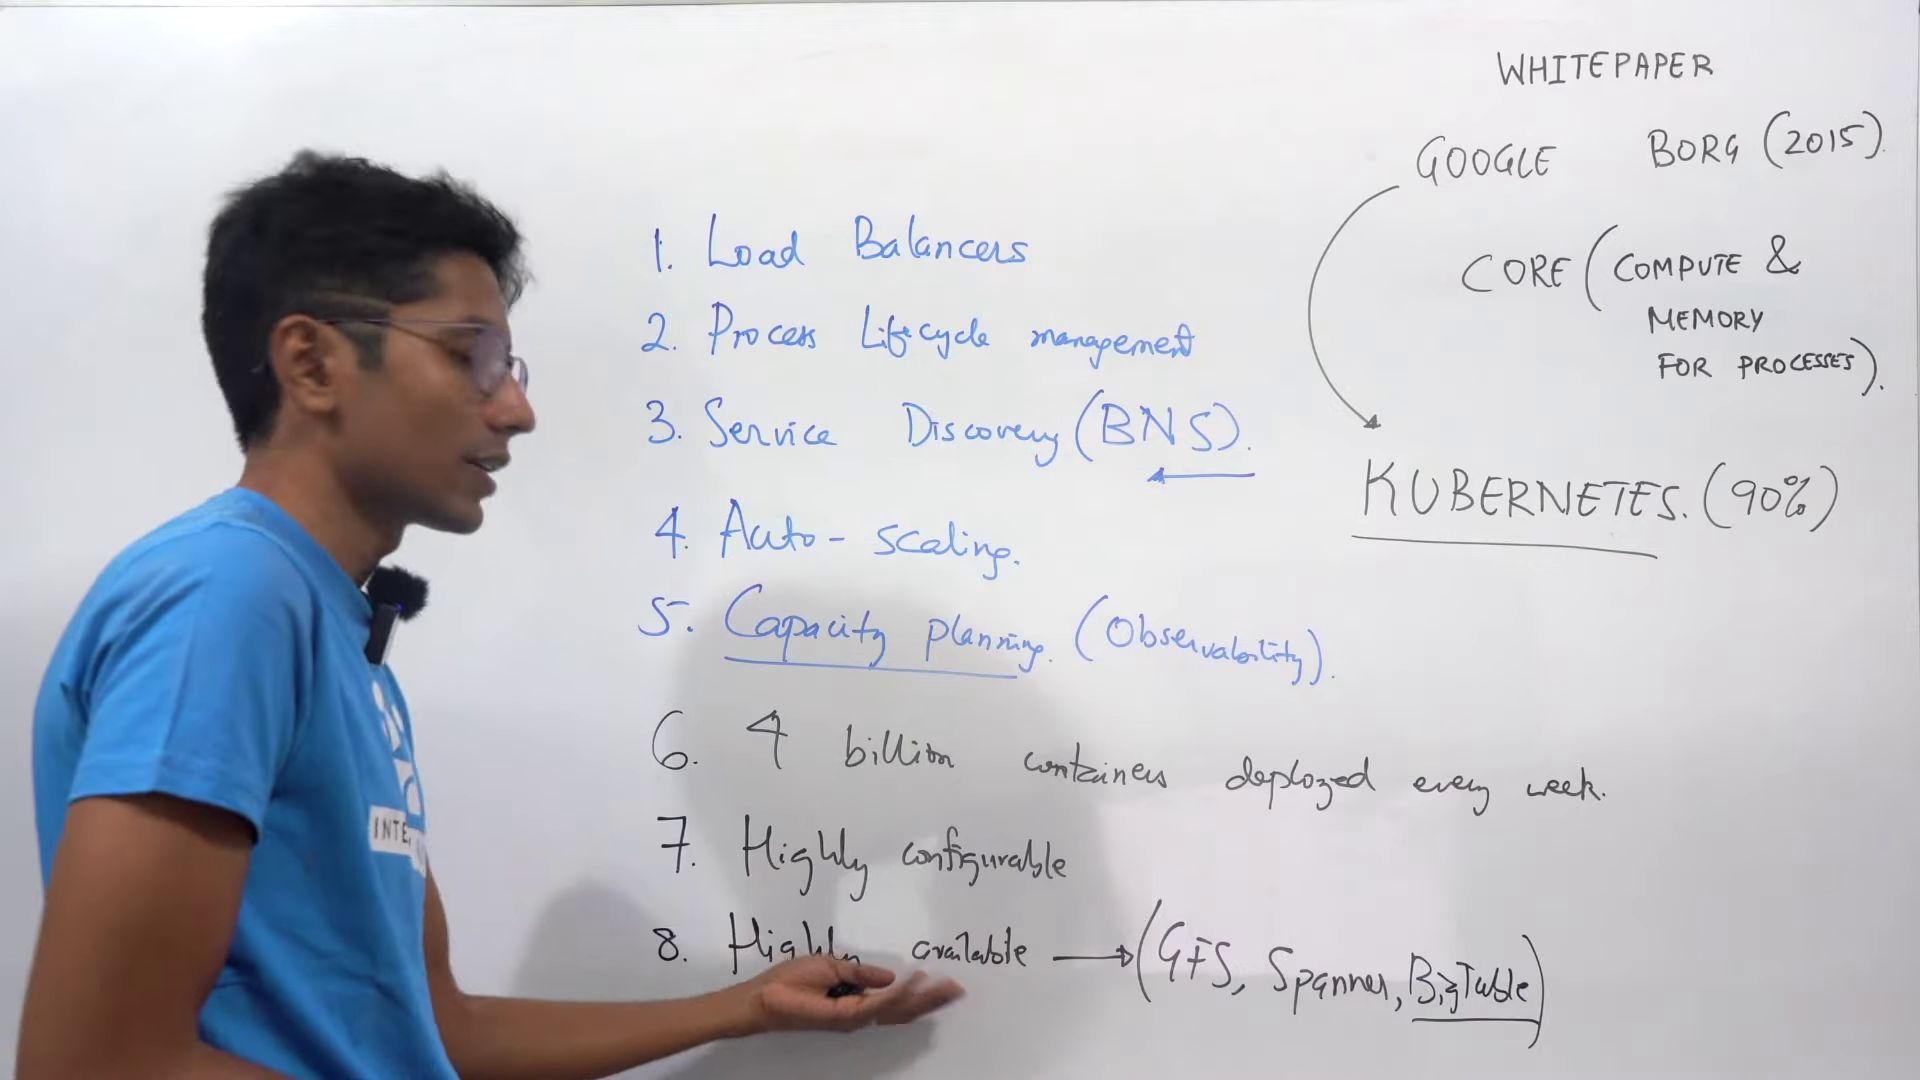 WHITEPAPER
GOOGLE BORG (2015).
CORE (COMPUTE &
MEMORY
FOR PROCESSES).
KUBERNETES. (90%)
1. Load Balancers
2. Process Lifecycle management
3. Service Discovery (BNS).
4. Auto-scaling.
5. Capacity planning. (Observability).
6. 4 billion containers deployed every week.
7. Highly configurable
8. Highly available → (GFS, Spanner, BigTable)
INTE